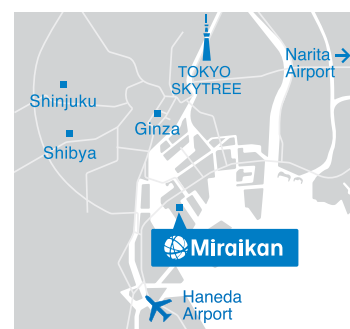 Narita
Airport
TOKYO
SKYTREE
Shinjuku
Ginza
Shibya
Miraikan
Haneda
Airport